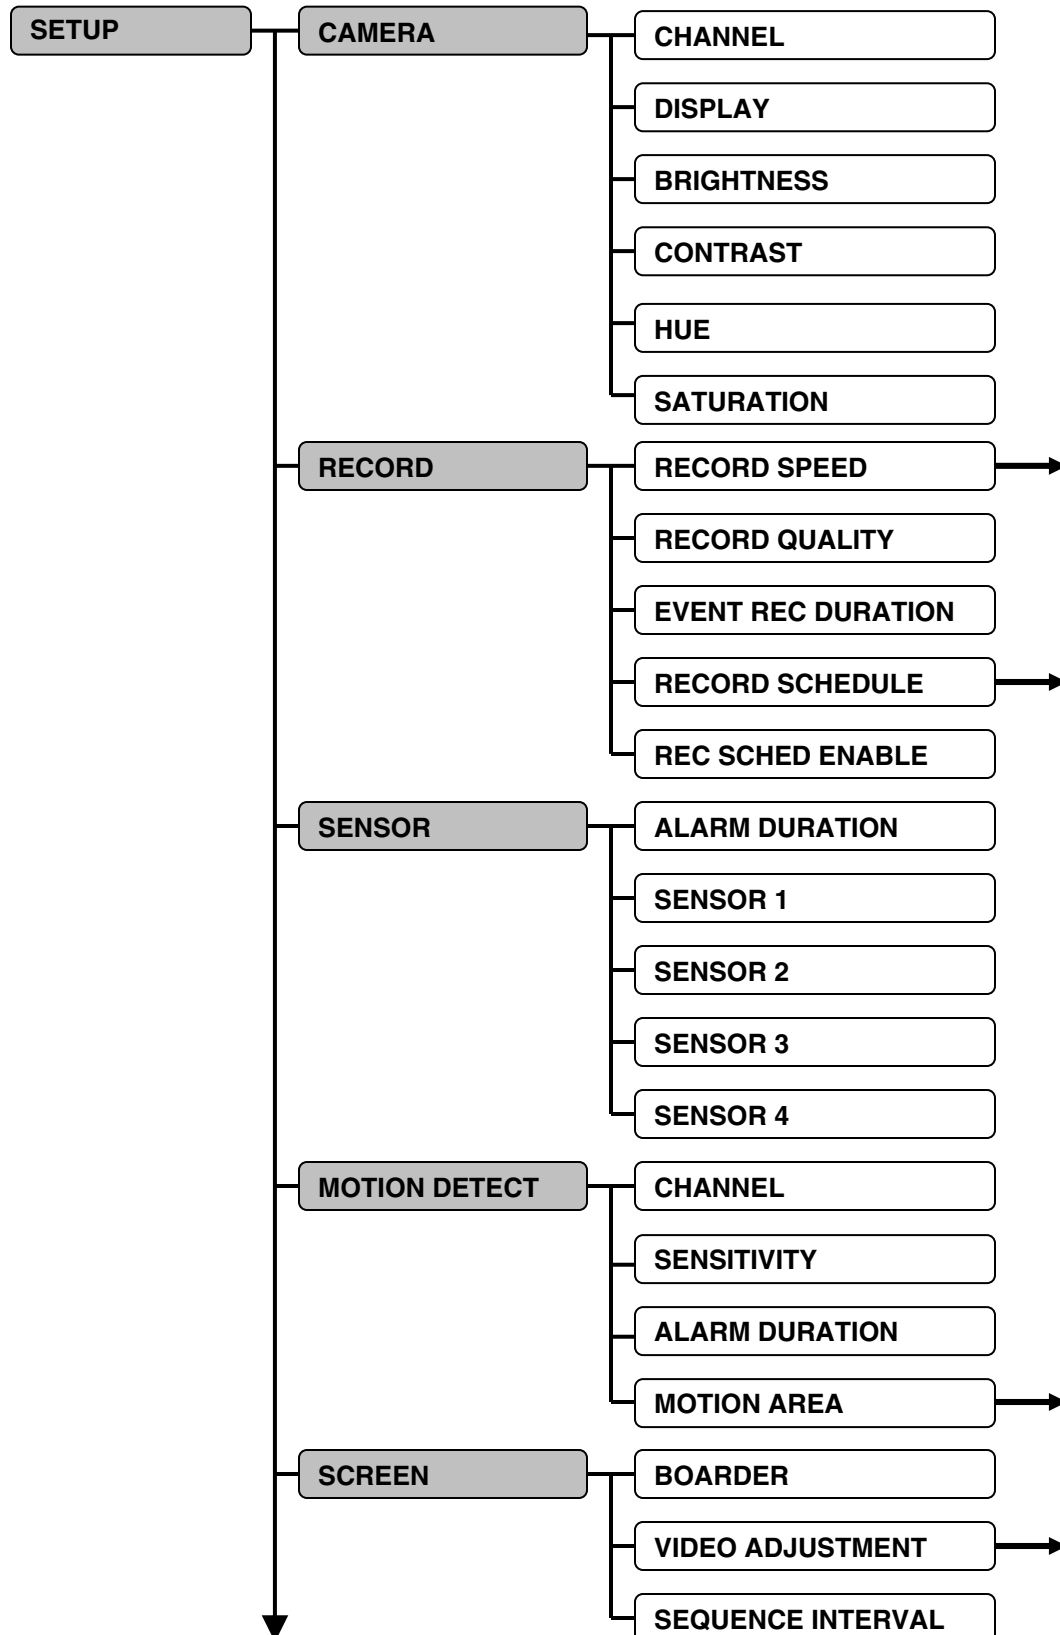 SETUP
CAMERA
CHANNEL
DISPLAY
BRIGHTNESS
CONTRAST
HUE
SATURATION
RECORD
RECORD SPEED
RECORD QUALITY
EVENT REC DURATION
RECORD SCHEDULE
REC SCHED ENABLE
SENSOR
ALARM DURATION
SENSOR 1
SENSOR 2
SENSOR 3
SENSOR 4
MOTION DETECT
CHANNEL
SENSITIVITY
ALARM DURATION
MOTION AREA
SCREEN
BOARDER
VIDEO ADJUSTMENT
SEQUENCE INTERVAL